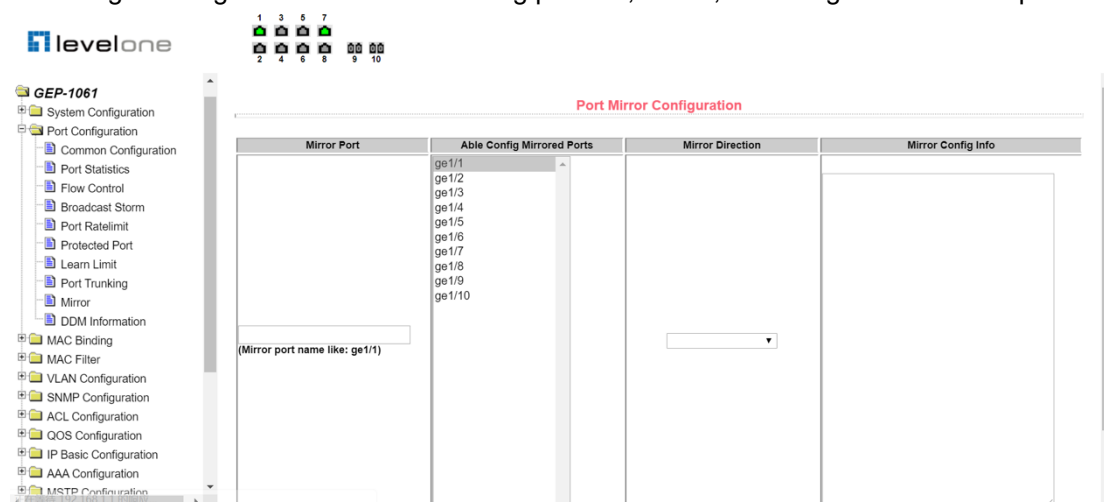 1 3 5 7
levelone
2 4 6 8 9 10
GEP-1061
System Configuration
Port Configuration
Common Configuration
Port Statistics
Flow Control
Broadcast Storm
Port Ratelimit
Protected Port
Learn Limit
Port Trunking
Mirror
DDM Information
MAC Binding
MAC Filter
VLAN Configuration
SNMP Configuration
ACL Configuration
QOS Configuration
IP Basic Configuration
AAA Configuration
MSTP Configuration
Port Mirror Configuration
Mirror Port Able Config Mirrored Ports Mirror Direction Mirror Config Info
ge1/1
ge1/2
ge1/3
ge1/4
ge1/5
ge1/6
ge1/7
ge1/8
ge1/9
ge1/10
(Mirror port name like: ge1/1)